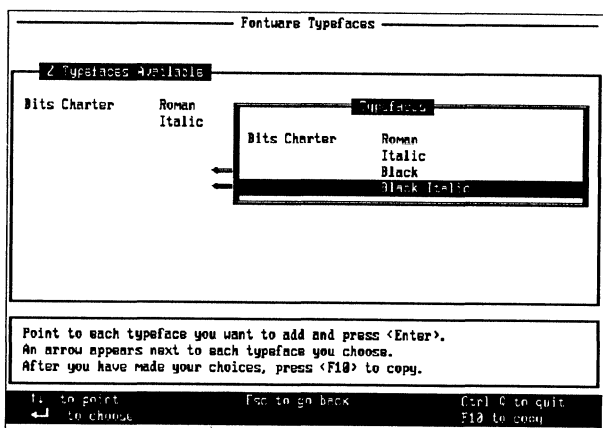 Fontware Typefaces
2 Typefaces Available
Bits Charter Roman
Italic
Typefaces
Bits Charter Roman
Italic
Black
Black Italic
Point to each typeface you want to add and press <Enter>.
An arrow appears next to each typeface you choose.
After you have made your choices, press <F10> to copy.
↑↓ to point Esc to go back Ctrl Q to quit
↵ to choose F10 to copy